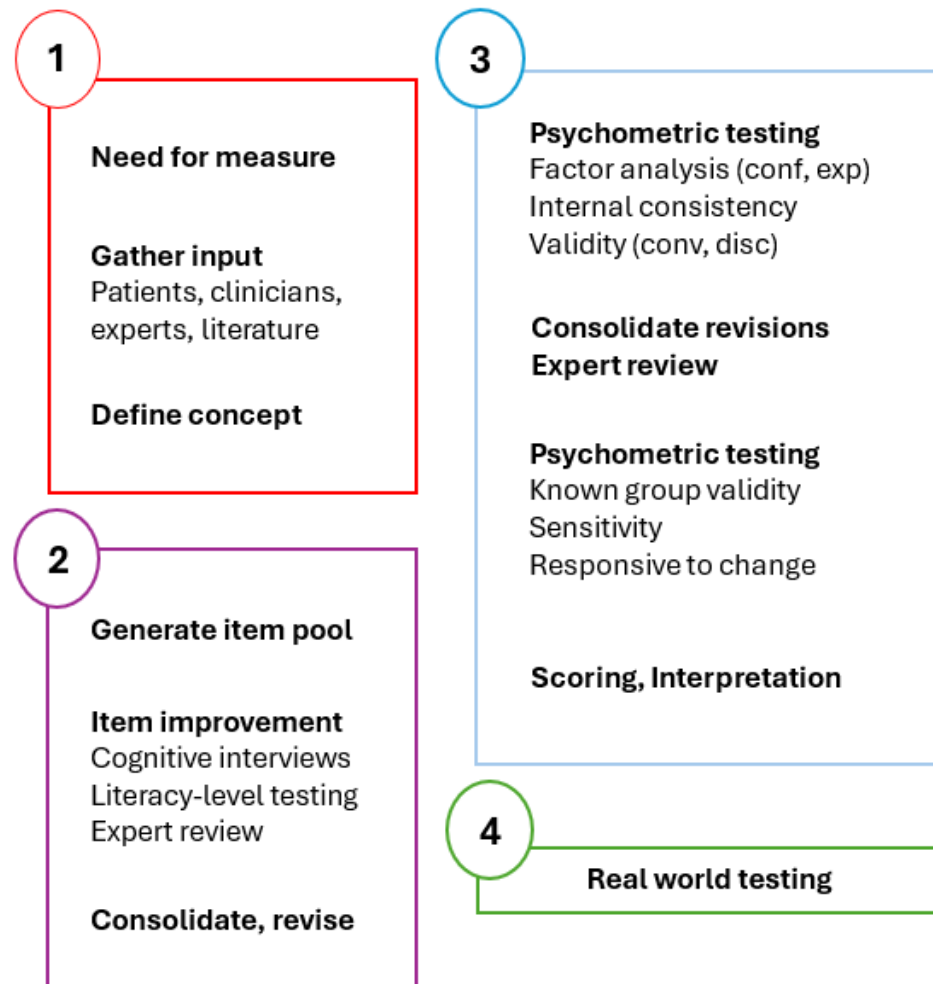 1
Need for measure
Gather input
Patients, clinicians,
experts, literature
Define concept
2
Generate item pool
Item improvement
Cognitive interviews
Literacy-level testing
Expert review
Consolidate, revise
3
Psychometric testing
Factor analysis (conf, exp)
Internal consistency
Validity (conv, disc)
Consolidate revisions
Expert review
Psychometric testing
Known group validity
Sensitivity
Responsive to change
Scoring, Interpretation
4
Real world testing